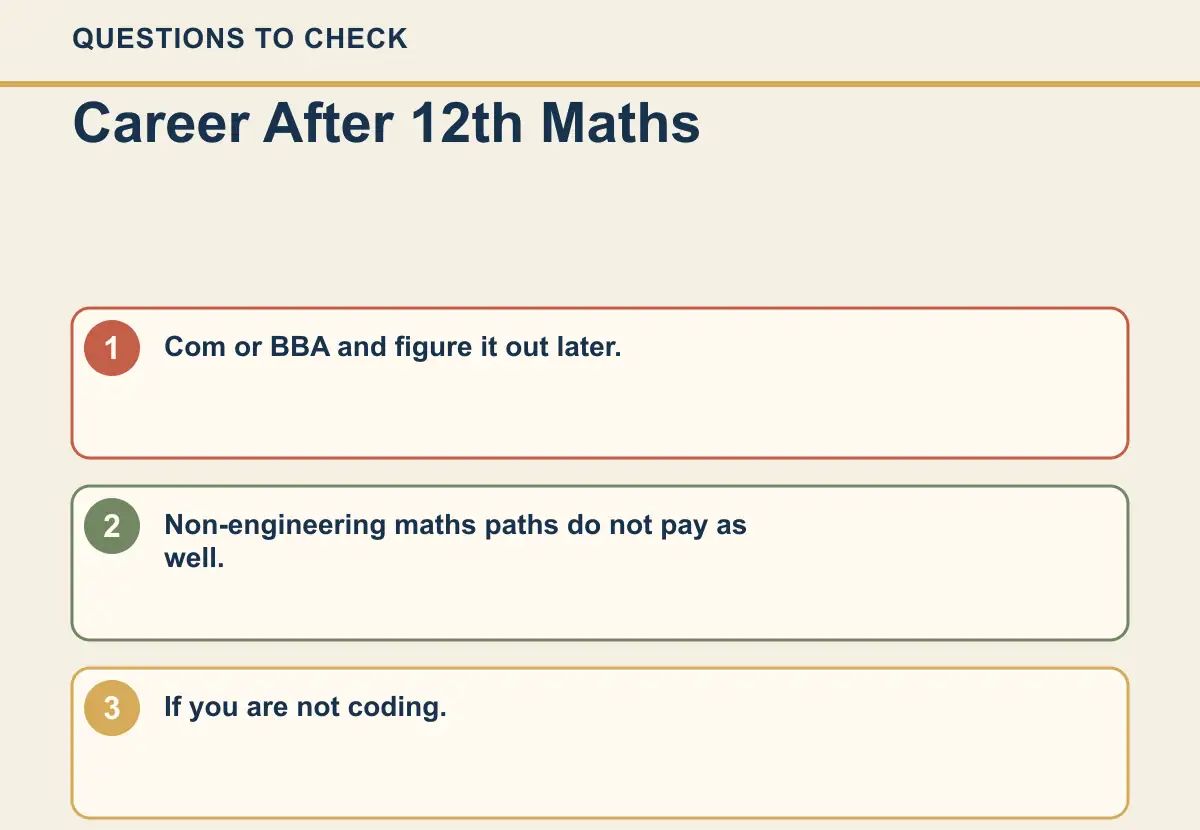 QUESTIONS TO CHECK
Career After 12th Maths
1
Com or BBA and figure it out later.
2
Non-engineering maths paths do not pay as
well.
3
If you are not coding.